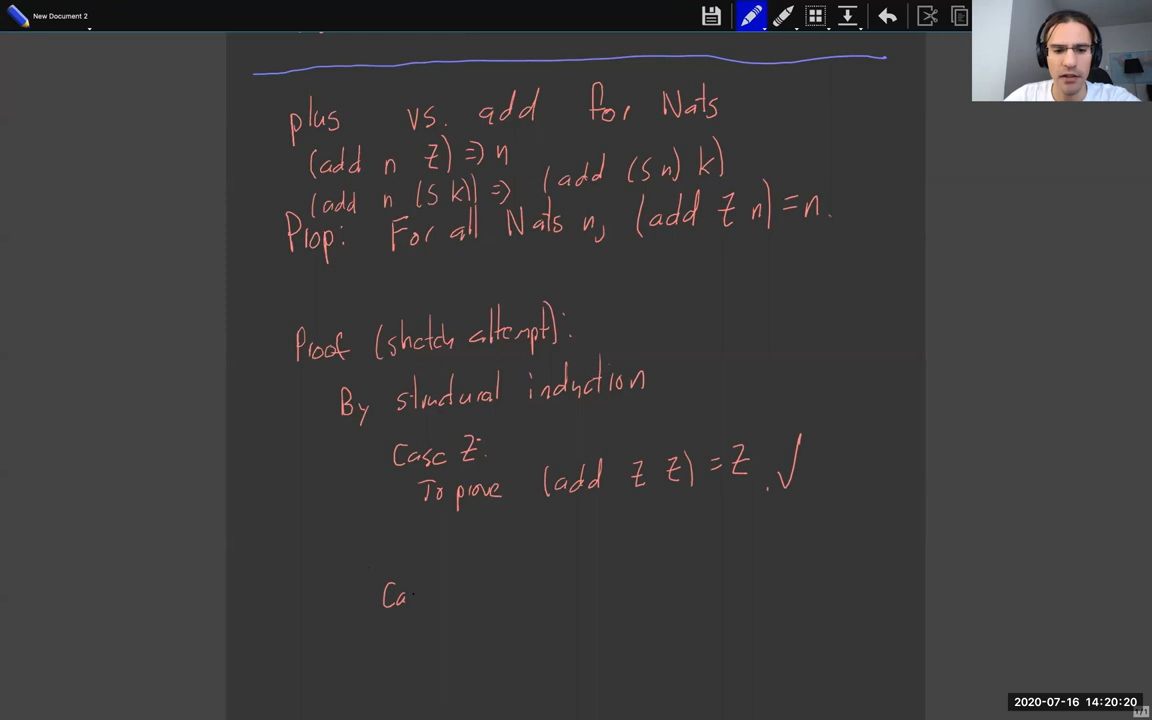 New Document 2
plus vs. add for Nats
(add n Z) => n
(add n (S k)) => (add (S n) k)
Prop: For all Nats n, (add Z n) = n.
Proof (sketch attempt):
By structural induction
Case Z:
To prove (add Z Z) = Z. √
Ca
2020-07-16 14:20:20